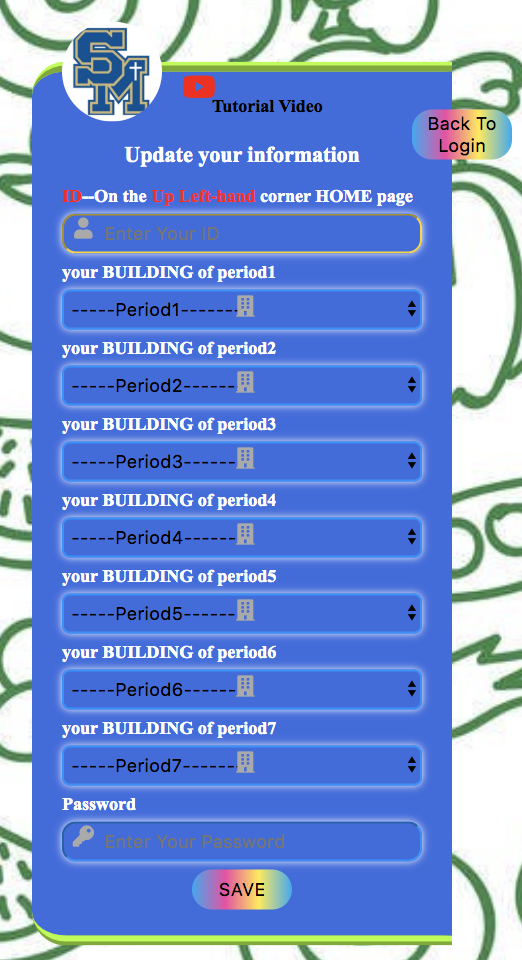 SM
Tutorial Video
Back To
Login
Update your information
ID--On the Up Left-hand corner HOME page
Enter Your ID
your BUILDING of period1
-----Period1-------
your BUILDING of period2
-----Period2------
your BUILDING of period3
-----Period3------
your BUILDING of period4
-----Period4------
your BUILDING of period5
-----Period5------
your BUILDING of period6
-----Period6------
your BUILDING of period7
-----Period7------
Password
Enter Your Password
SAVE